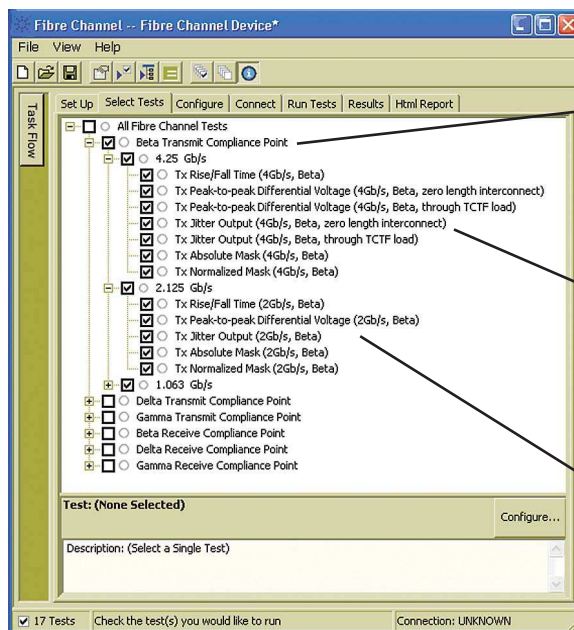 Fibre Channel -- Fibre Channel Device*
File View Help
Task Flow
Set Up Select Tests Configure Connect Run Tests Results Html Report
All Fibre Channel Tests
Beta Transmit Compliance Point
4.25 Gb/s
Tx Rise/Fall Time (4Gb/s, Beta)
Tx Peak-to-peak Differential Voltage (4Gb/s, Beta, zero length interconnect)
Tx Peak-to-peak Differential Voltage (4Gb/s, Beta, through TCTF load)
Tx Jitter Output (4Gb/s, Beta, zero length interconnect)
Tx Jitter Output (4Gb/s, Beta, through TCTF load)
Tx Absolute Mask (4Gb/s, Beta)
Tx Normalized Mask (4Gb/s, Beta)
2.125 Gb/s
Tx Rise/Fall Time (2Gb/s, Beta)
Tx Peak-to-peak Differential Voltage (2Gb/s, Beta)
Tx Jitter Output (2Gb/s, Beta)
Tx Absolute Mask (2Gb/s, Beta)
Tx Normalized Mask (2Gb/s, Beta)
1.063 Gb/s
Delta Transmit Compliance Point
Gamma Transmit Compliance Point
Beta Receive Compliance Point
Delta Receive Compliance Point
Gamma Receive Compliance Point
Test: (None Selected)
Configure...
Description: (Select a Single Test)
17 Tests Check the test(s) you would like to run Connection: UNKNOWN